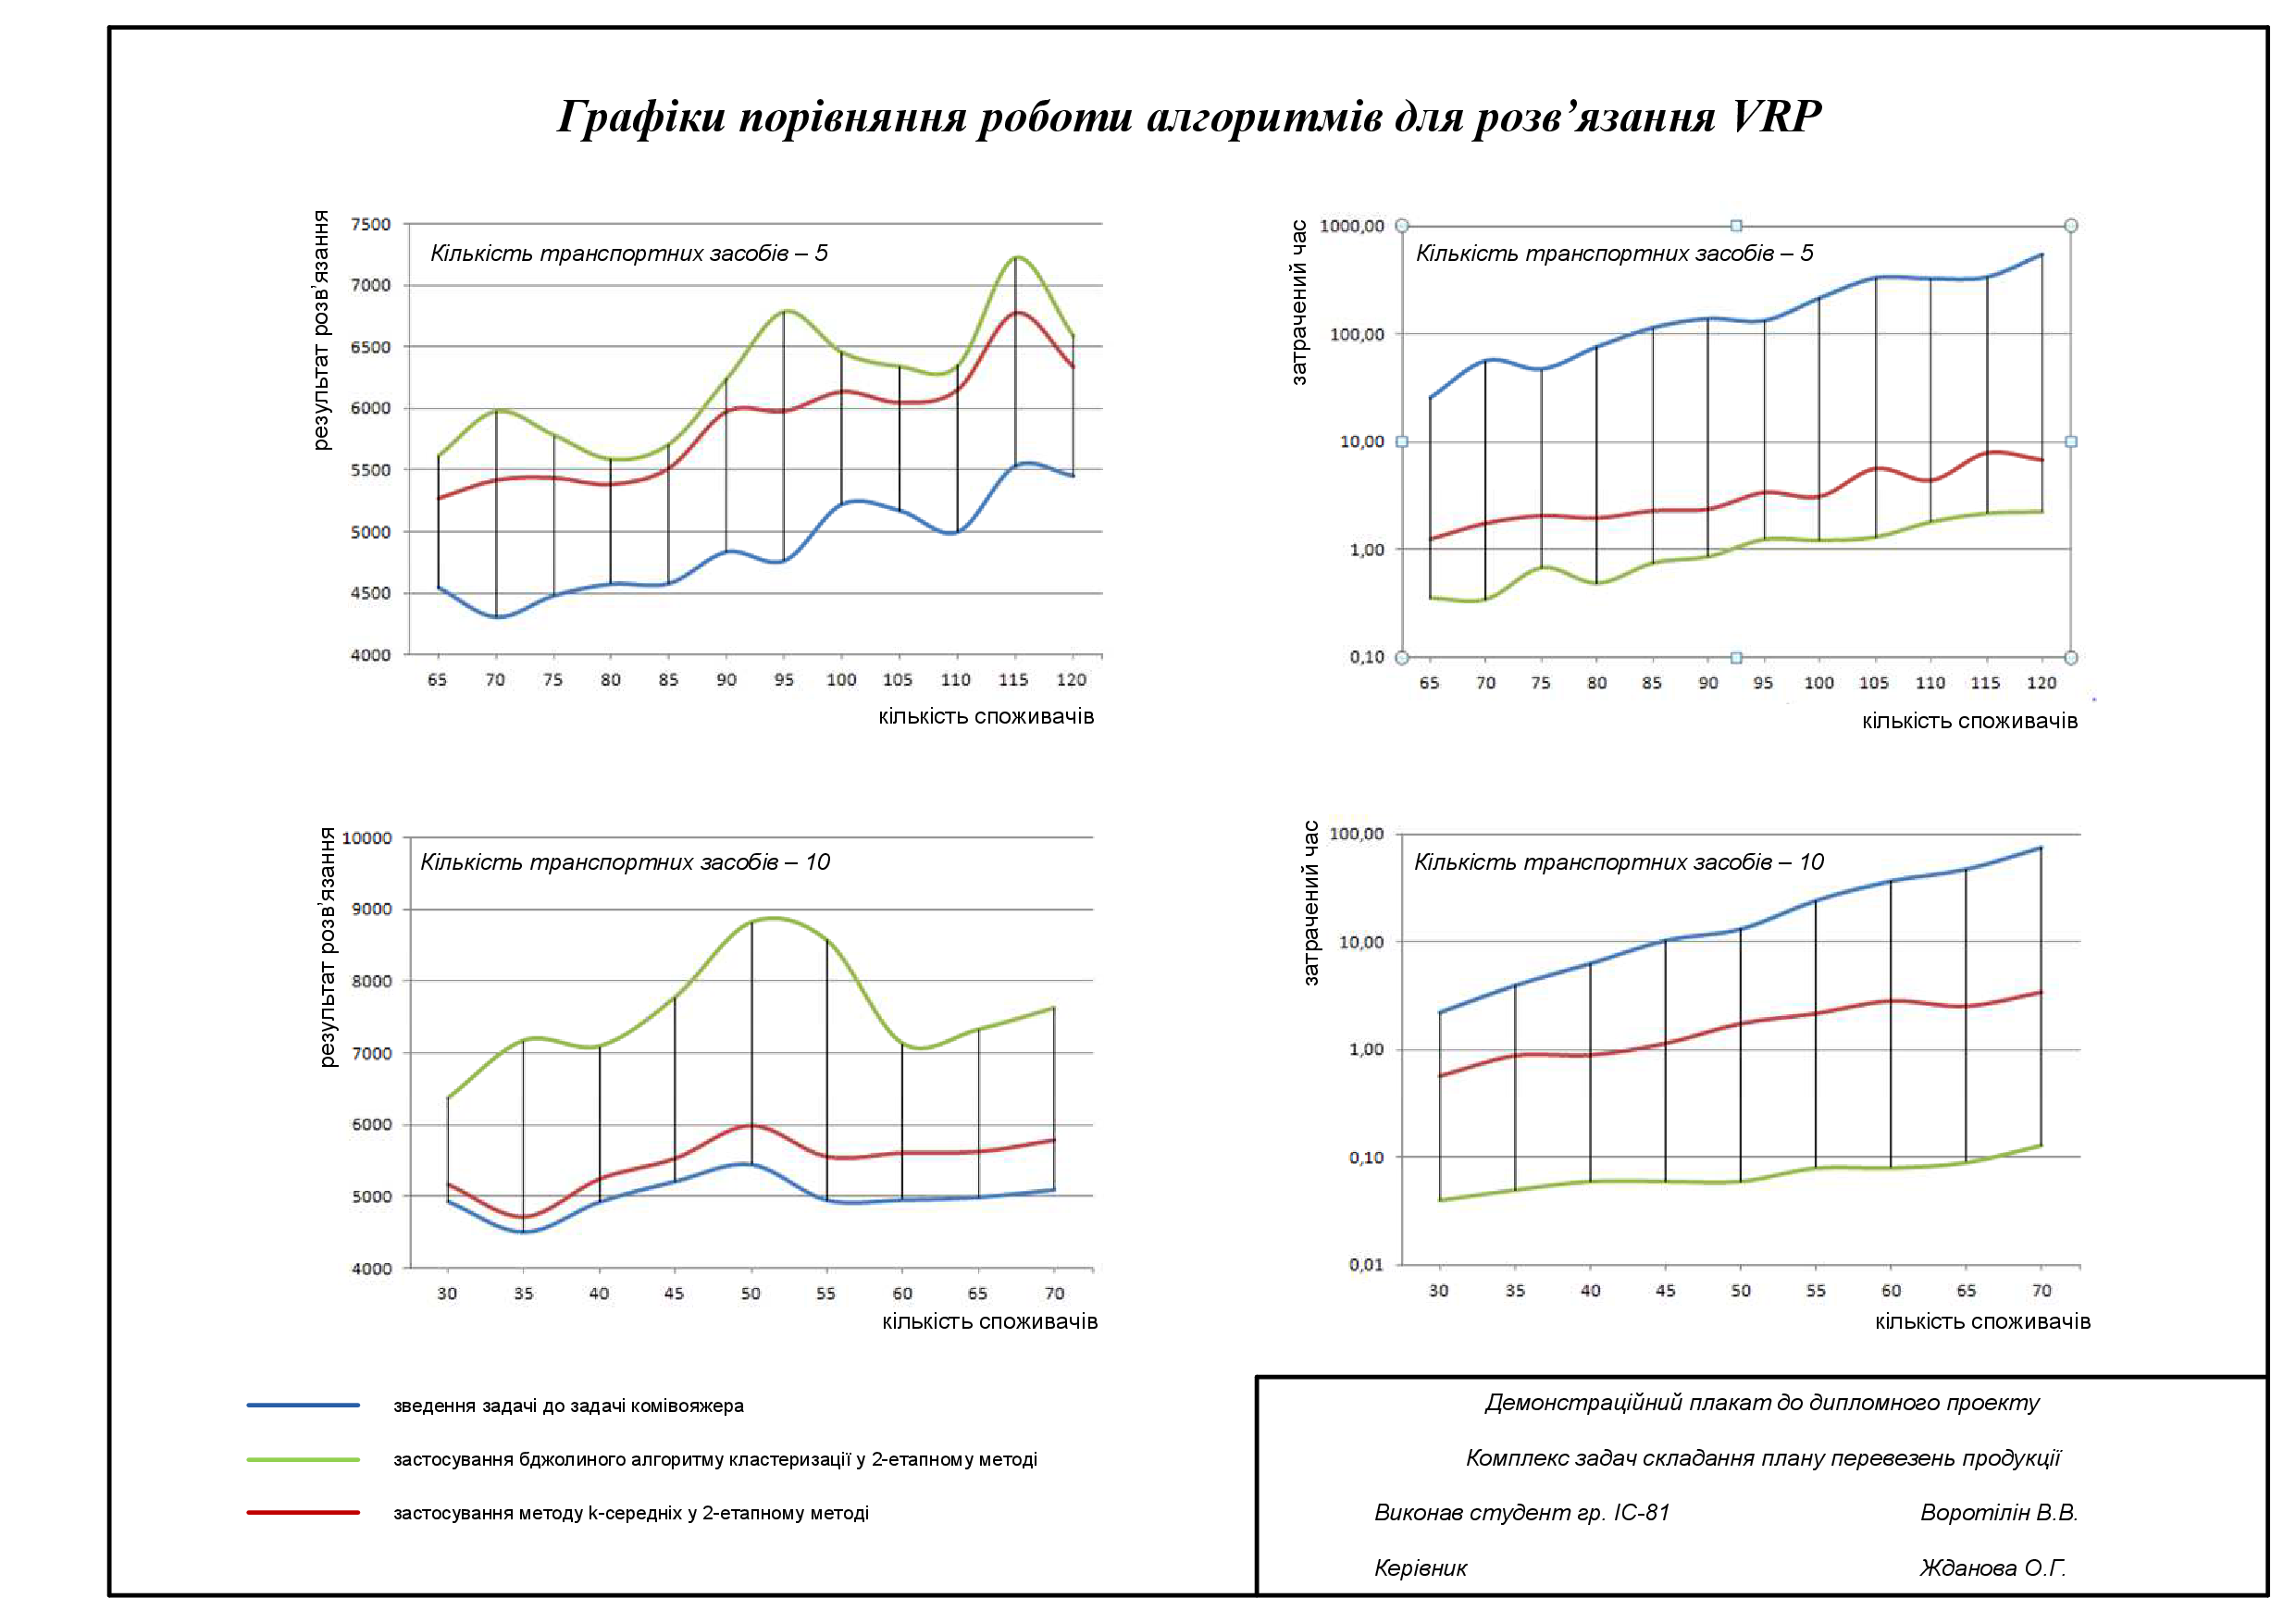 Графіки порівняння роботи алгоритмів для розв’язання VRP
результат розв’язання
Кількість транспортних засобів – 5
7500
7000
6500
6000
5500
5000
4500
4000
65 70 75 80 85 90 95 100 105 110 115 120
кількість споживачів
затрачений час
Кількість транспортних засобів – 5
1000,00
100,00
10,00
1,00
0,10
65 70 75 80 85 90 95 100 105 110 115 120
кількість споживачів
результат розв’язання
Кількість транспортних засобів – 10
10000
9000
8000
7000
6000
5000
4000
30 35 40 45 50 55 60 65 70
кількість споживачів
затрачений час
Кількість транспортних засобів – 10
100,00
10,00
1,00
0,10
0,01
30 35 40 45 50 55 60 65 70
кількість споживачів
зведення задачі до задачі комівояжера
застосування бджолиного алгоритму кластеризації у 2-етапному методі
застосування методу k-середніх у 2-етапному методі
Демонстраційний плакат до дипломного проекту
Комплекс задач складання плану перевезень продукції
Виконав студент гр. ІС-81 Воротілін В.В.
Керівник Жданова О.Г.